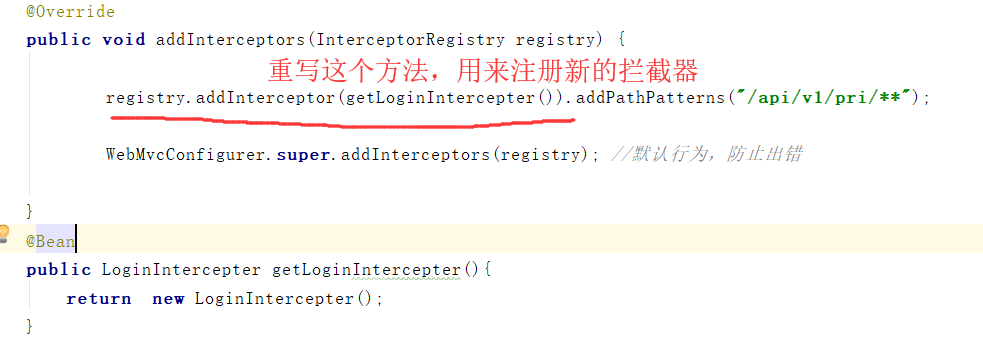 @Override
public void addInterceptors(InterceptorRegistry registry) {
重写这个方法，用来注册新的拦截器
registry.addInterceptor(getLoginIntercepter()).addPathPatterns("/api/v1/pri/**");
WebMvcConfigurer.super.addInterceptors(registry); //默认行为，防止出错
}
@Bean
public LoginIntercepter getLoginIntercepter(){
return new LoginIntercepter();
}